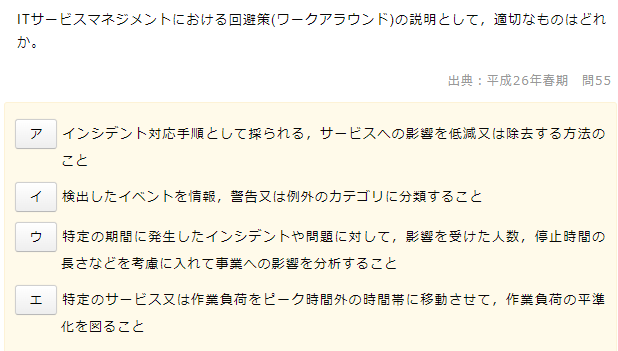 ITサービスマネジメントにおける回避策(ワークアラウンド)の説明として，適切なものはどれ
か。
出典：平成26年春期　問55
ア インシデント対応手順として採られる，サービスへの影響を低減又は除去する方法の
こと
イ 検出したイベントを情報，警告又は例外のカテゴリに分類すること
ウ 特定の期間に発生したインシデントや問題に対して，影響を受けた人数，停止時間の
長さなどを考慮に入れて事業への影響を分析すること
エ 特定のサービス又は作業負荷をピーク時間外の時間帯に移動させて，作業負荷の平準
化を図ること